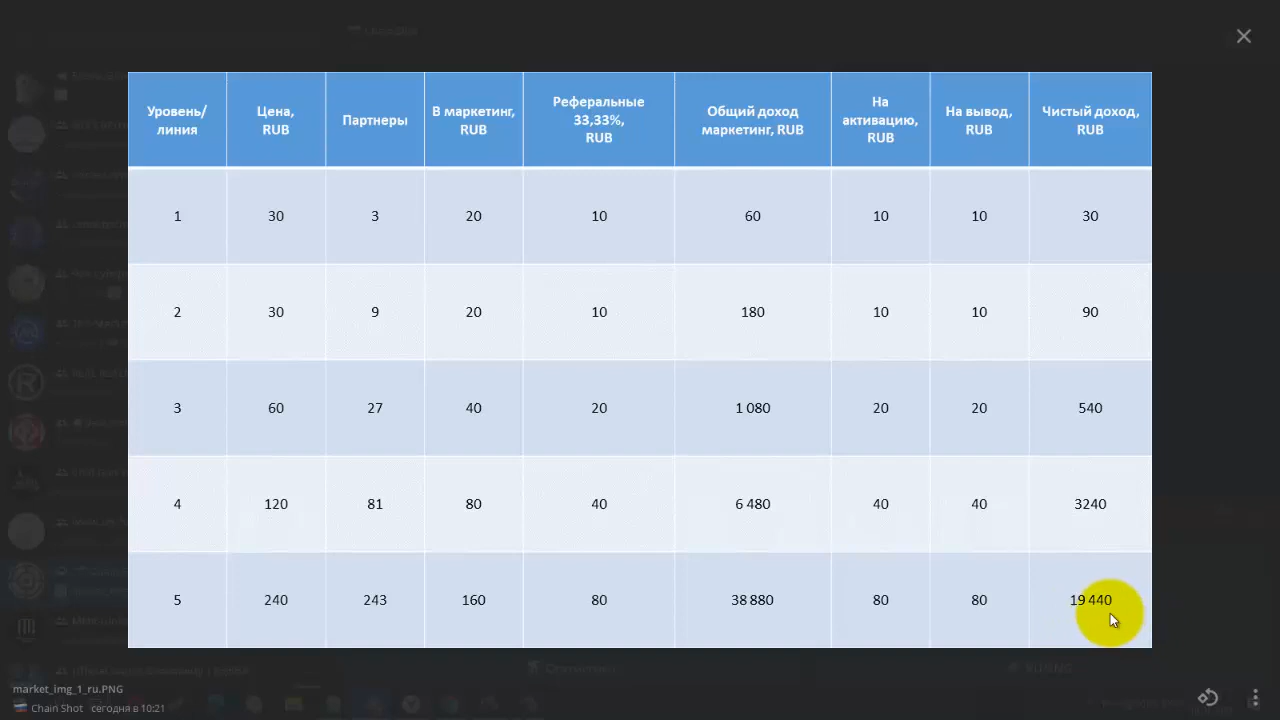 Уровень/
линия
Цена,
RUB
Партнеры
В маркетинг,
RUB
Реферальные
33,33%,
RUB
Общий доход
маркетинг, RUB
На
активацию,
RUB
На вывод,
RUB
Чистый доход,
RUB
1 30 3 20 10 60 10 10 30
2 30 9 20 10 180 10 10 90
3 60 27 40 20 1 080 20 20 540
4 120 81 80 40 6 480 40 40 3240
5 240 243 160 80 38 880 80 80 19 440
market_img_1_ru.PNG
Chain Shot сегодня в 10:21